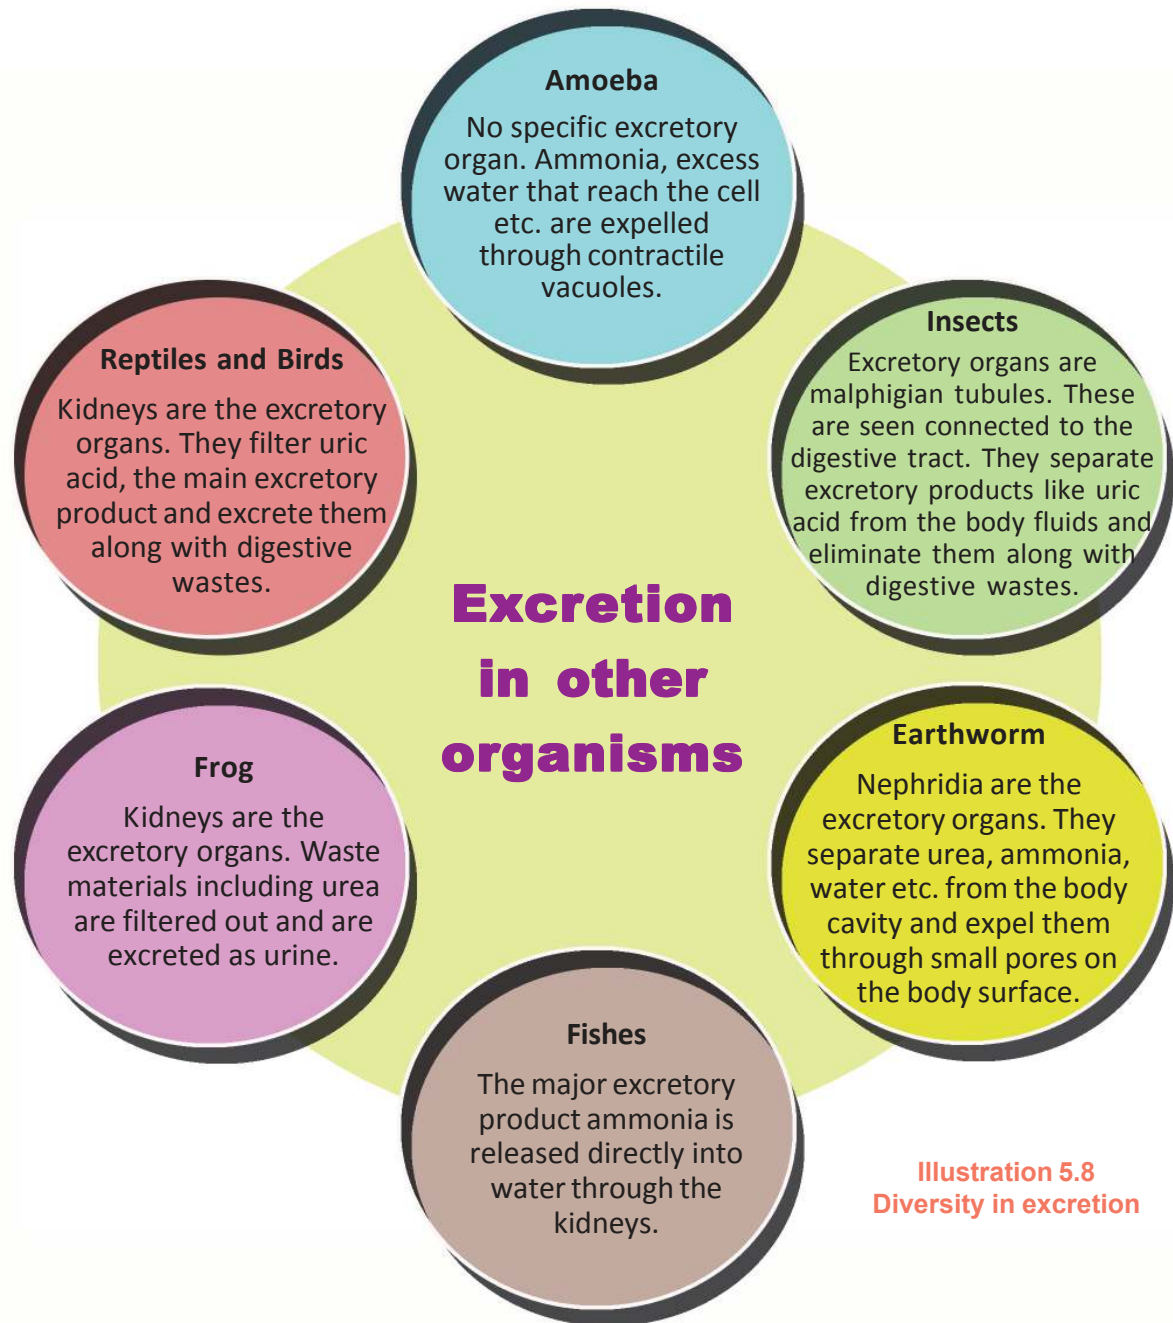 Amoeba
No specific excretory
organ. Ammonia, excess
water that reach the cell
etc. are expelled
through contractile
vacuoles.
Insects
Excretory organs are
malphigian tubules. These
are seen connected to the
digestive tract. They separate
excretory products like uric
acid from the body fluids and
eliminate them along with
digestive wastes.
Earthworm
Nephridia are the
excretory organs. They
separate urea, ammonia,
water etc. from the body
cavity and expel them
through small pores on
the body surface.
Fishes
The major excretory
product ammonia is
released directly into
water through the
kidneys.
Frog
Kidneys are the
excretory organs. Waste
materials including urea
are filtered out and are
excreted as urine.
Reptiles and Birds
Kidneys are the excretory
organs. They filter uric
acid, the main excretory
product and excrete them
along with digestive
wastes.
Excretion
in other
organisms
Illustration 5.8
Diversity in excretion